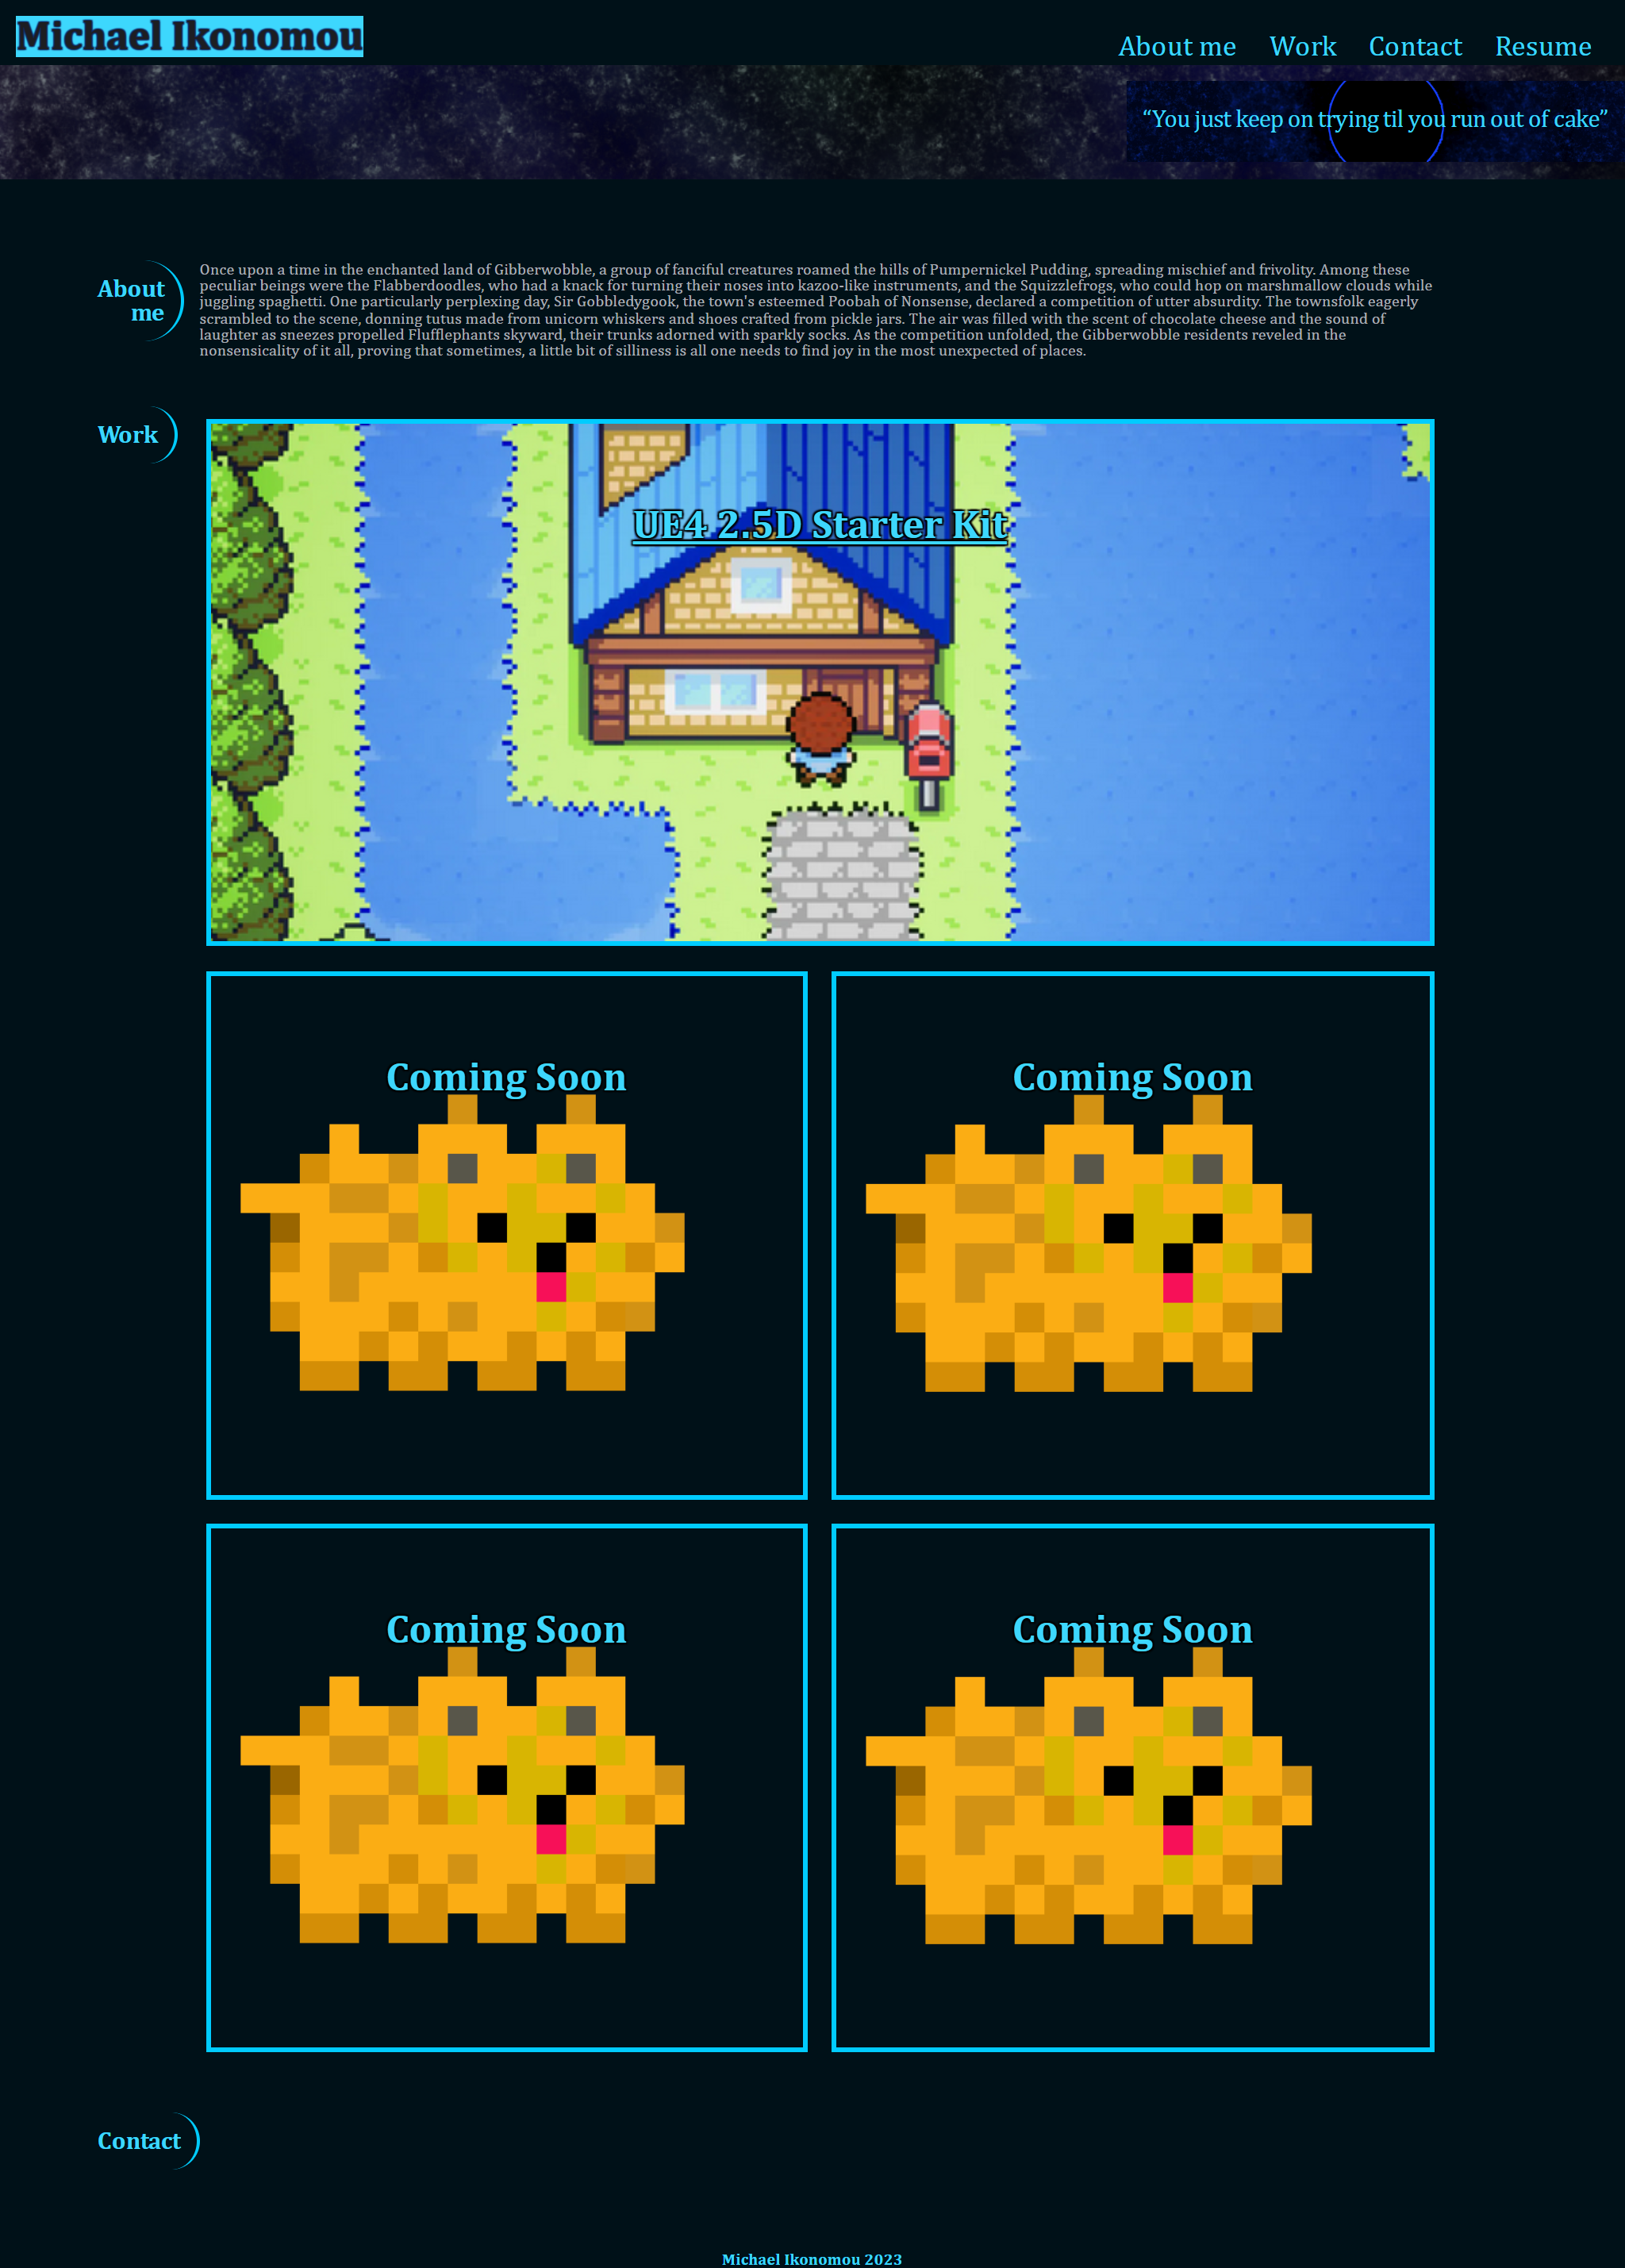 Michael Ikonomou
About me Work Contact Resume
“You just keep on trying til you run out of cake”
About
me
Once upon a time in the enchanted land of Gibberwobble, a group of fanciful creatures roamed the hills of Pumpernickel Pudding, spreading mischief and frivolity. Among these
peculiar beings were the Flabberdoodles, who had a knack for turning their noses into kazoo-like instruments, and the Squizzlefrogs, who could hop on marshmallow clouds while
juggling spaghetti. One particularly perplexing day, Sir Gobbledygook, the town's esteemed Poobah of Nonsense, declared a competition of utter absurdity. The townsfolk eagerly
scrambled to the scene, donning tutus made from unicorn whiskers and shoes crafted from pickle jars. The air was filled with the scent of chocolate cheese and the sound of
laughter as sneezes propelled Flufflephants skyward, their trunks adorned with sparkly socks. As the competition unfolded, the Gibberwobble residents reveled in the
nonsensicality of it all, proving that sometimes, a little bit of silliness is all one needs to find joy in the most unexpected of places.
Work
UE4 2.5D Starter Kit
Coming Soon
Coming Soon
Coming Soon
Coming Soon
Contact
Michael Ikonomou 2023